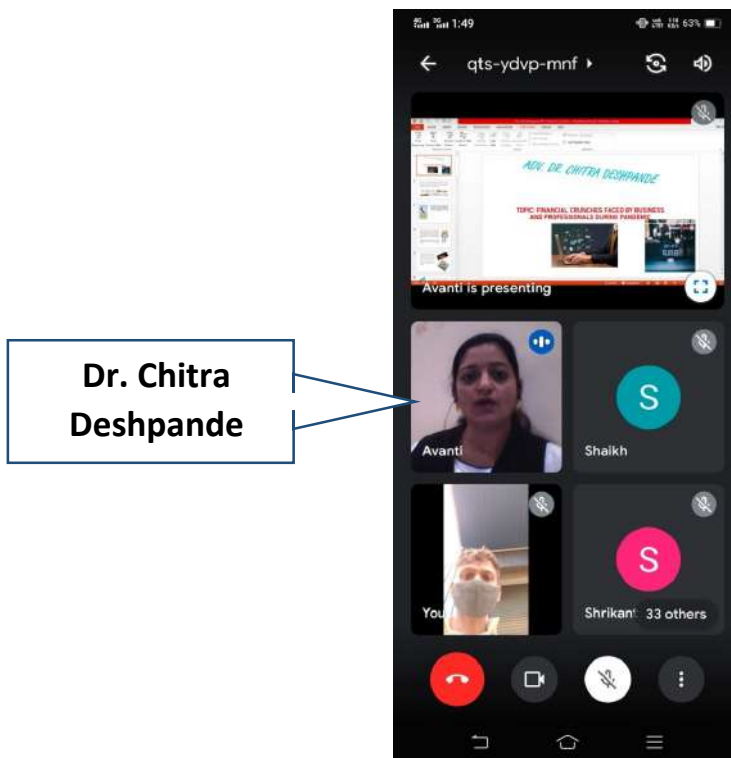 1:49
63%
qts-ydvp-mnf
ADV. DR. CHITRA DESHPANDE
TOPIC: FINANCIAL CRUNCHES FACED BY BUSINESS
AND PROFESSIONALS DURING PANDEMIC
Avanti is presenting
Dr. Chitra
Deshpande
S
Avanti
Shaikh
S
You
Shrikant
33 others